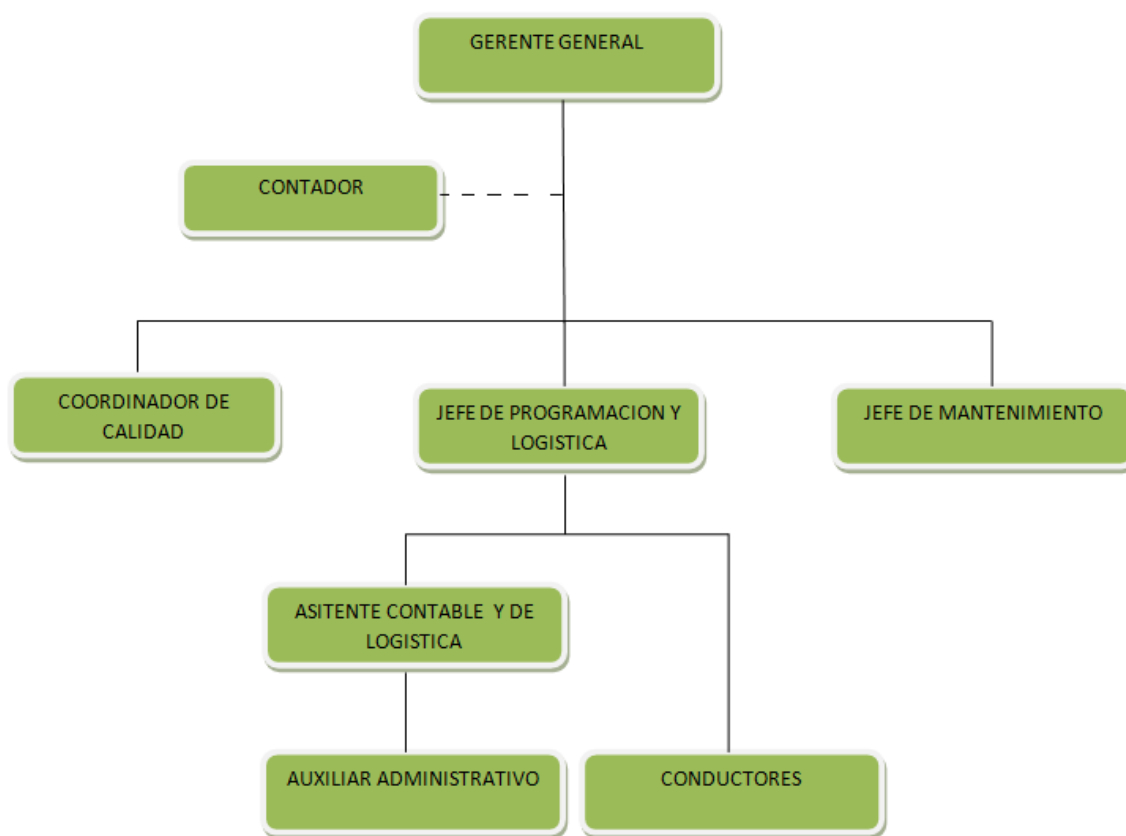 GERENTE GENERAL
CONTADOR
COORDINADOR DE
CALIDAD
JEFE DE PROGRAMACION Y
LOGISTICA
JEFE DE MANTENIMIENTO
ASITENTE CONTABLE Y DE
LOGISTICA
AUXILIAR ADMINISTRATIVO
CONDUCTORES